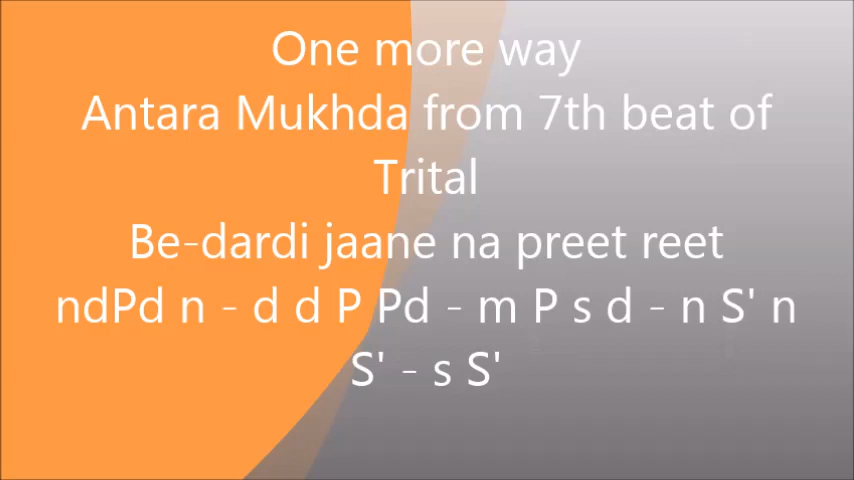 One more way
Antara Mukhda from 7th beat of
Trital
Be-dardi jaane na preet reet
ndPd n - d d P Pd - m P s d - n S' n
S' - s S'